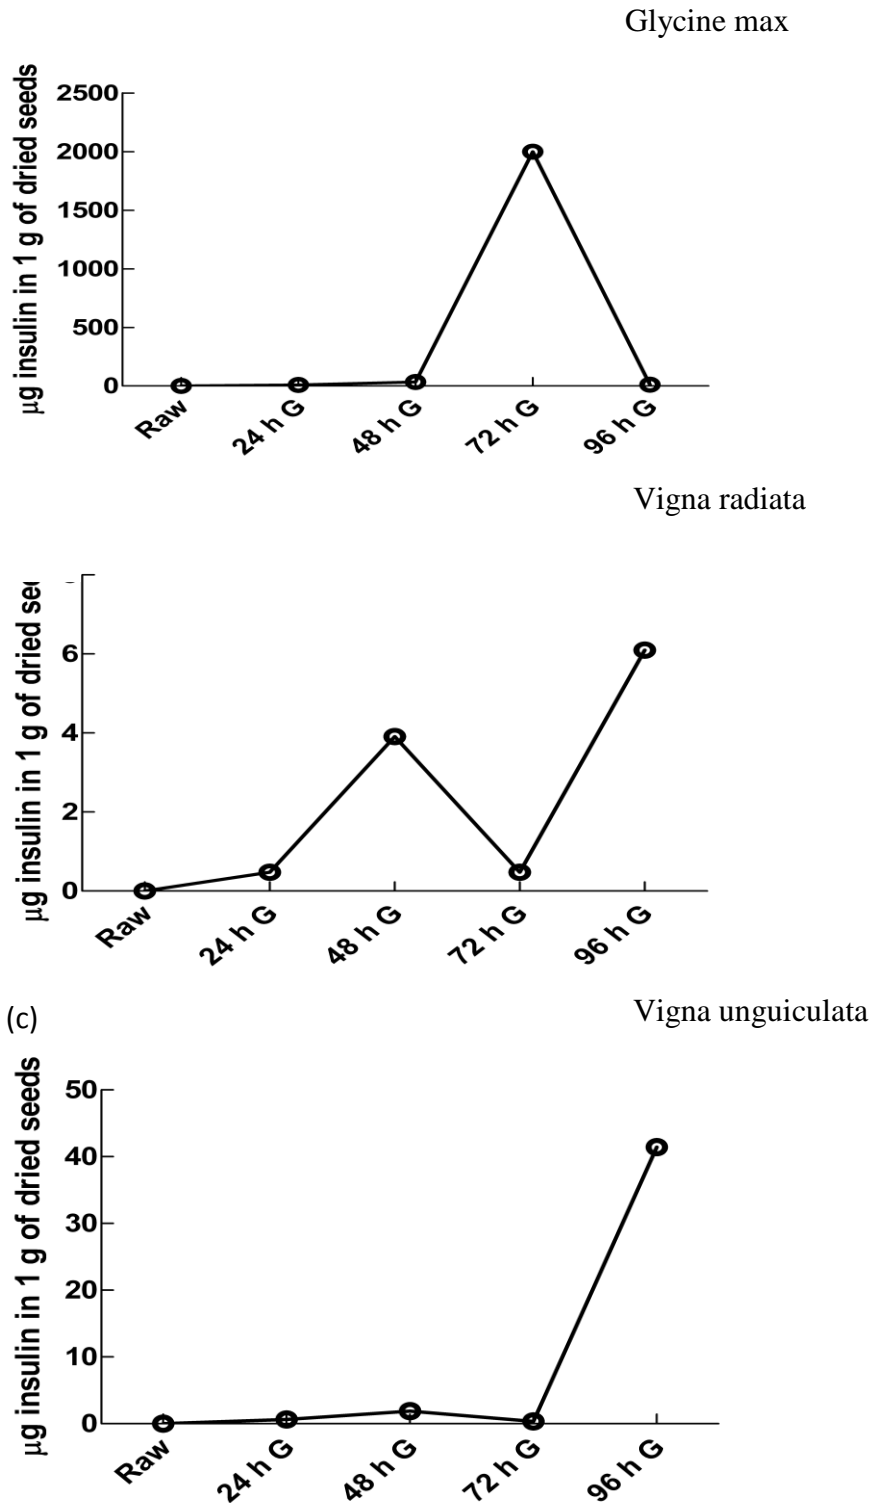 Glycine max
μg insulin in 1 g of dried seeds
2500
2000
1500
1000
500
0
Raw
24 h G
48 h G
72 h G
96 h G
Vigna radiata
μg insulin in 1 g of dried
6
4
2
0
Raw
24 h G
48 h G
72 h G
96 h G
(c)
Vigna unguiculata
μg insulin in 1 g of dried seeds
50
40
30
20
10
0
Raw
24 h G
48 h G
72 h G
96 h G